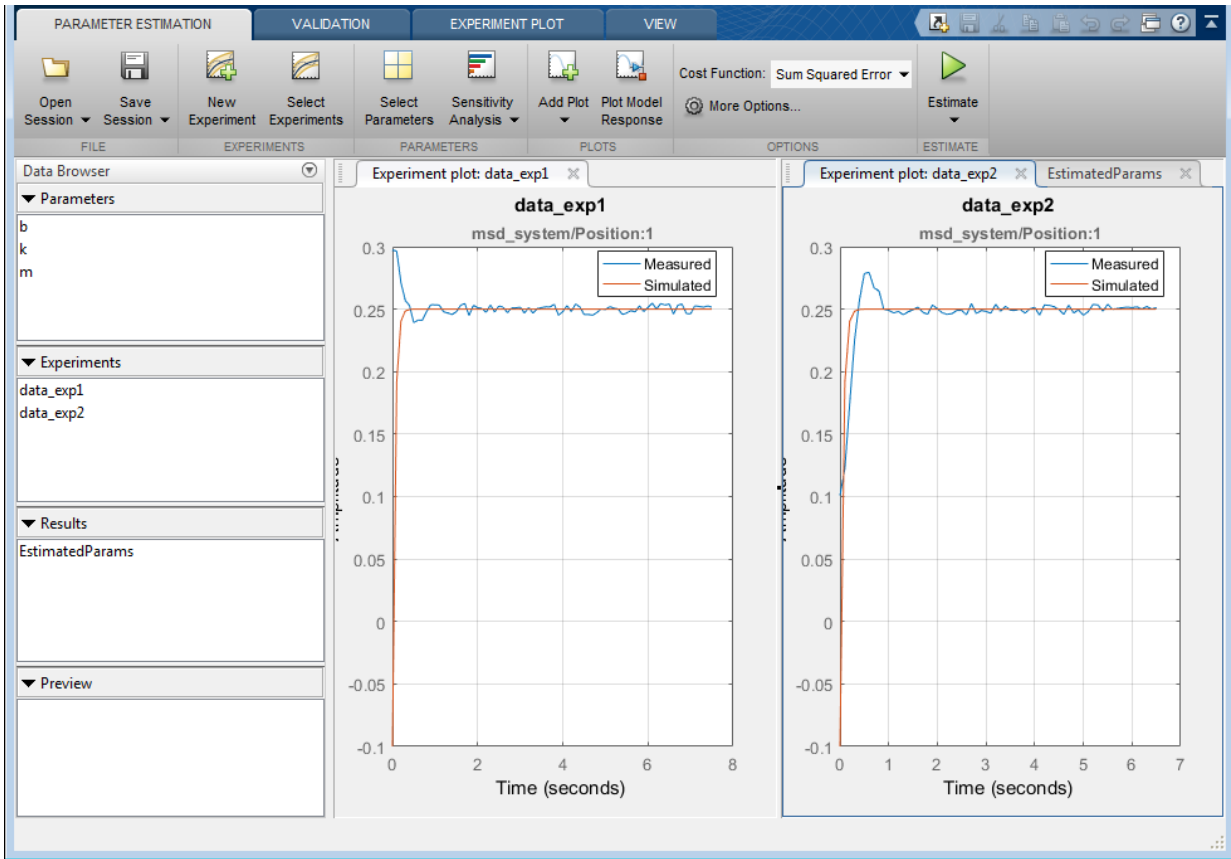 PARAMETER ESTIMATION VALIDATION EXPERIMENT PLOT VIEW
Open Session Save Session New Experiment Select Experiments Select Parameters Sensitivity Analysis Add Plot Plot Model Response Cost Function: Sum Squared Error Estimate
More Options...
FILE EXPERIMENTS PARAMETERS PLOTS OPTIONS ESTIMATE
Data Browser
Parameters
b
k
m
Experiments
data_exp1
data_exp2
Results
EstimatedParams
Preview
Experiment plot: data_exp1
data_exp1
msd_system/Position:1
Measured
Simulated
0.3
0.25
0.2
0.15
0.1
0.05
0
-0.05
-0.1
0 2 4 6 8
Time (seconds)
Experiment plot: data_exp2 EstimatedParams
data_exp2
msd_system/Position:1
Measured
Simulated
0.3
0.25
0.2
0.15
0.1
0.05
0
-0.05
-0.1
0 1 2 3 4 5 6 7
Time (seconds)